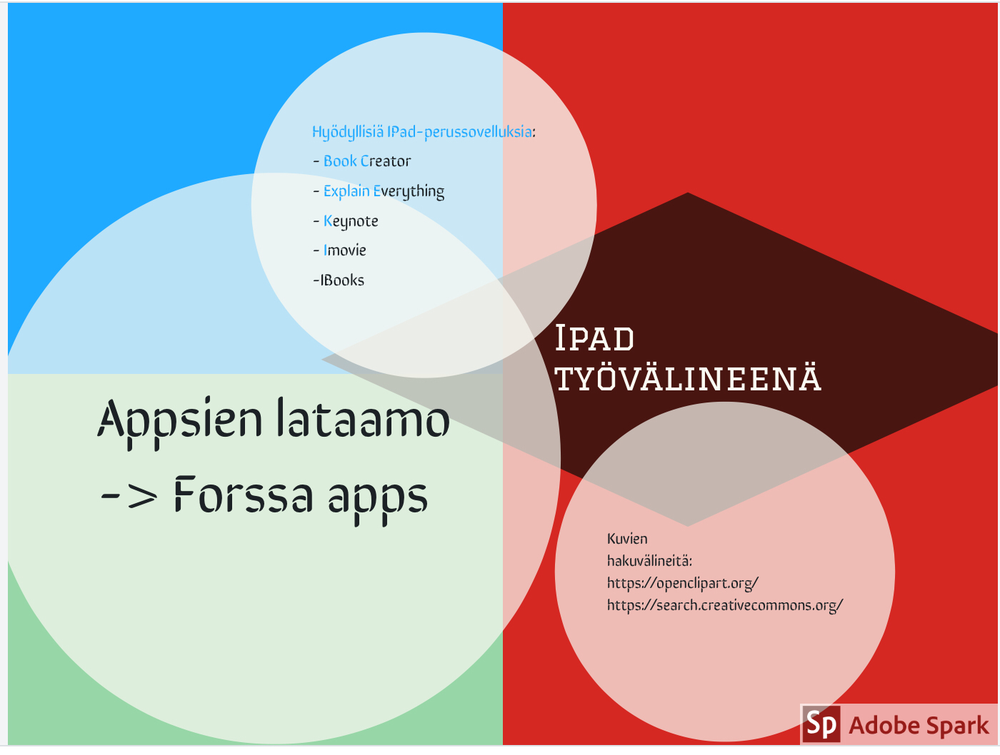 Hyödyllisiä IPad-perussovelluksia:
- Book Creator
- Explain Everything
- Keynote
- Imovie
-IBooks
Ipad
työvälineenä
Appsien lataamo
-> Forssa apps
Kuvien
hakuvälineitä:
https://openclipart.org/
https://search.creativecommons.org/
Sp Adobe Spark